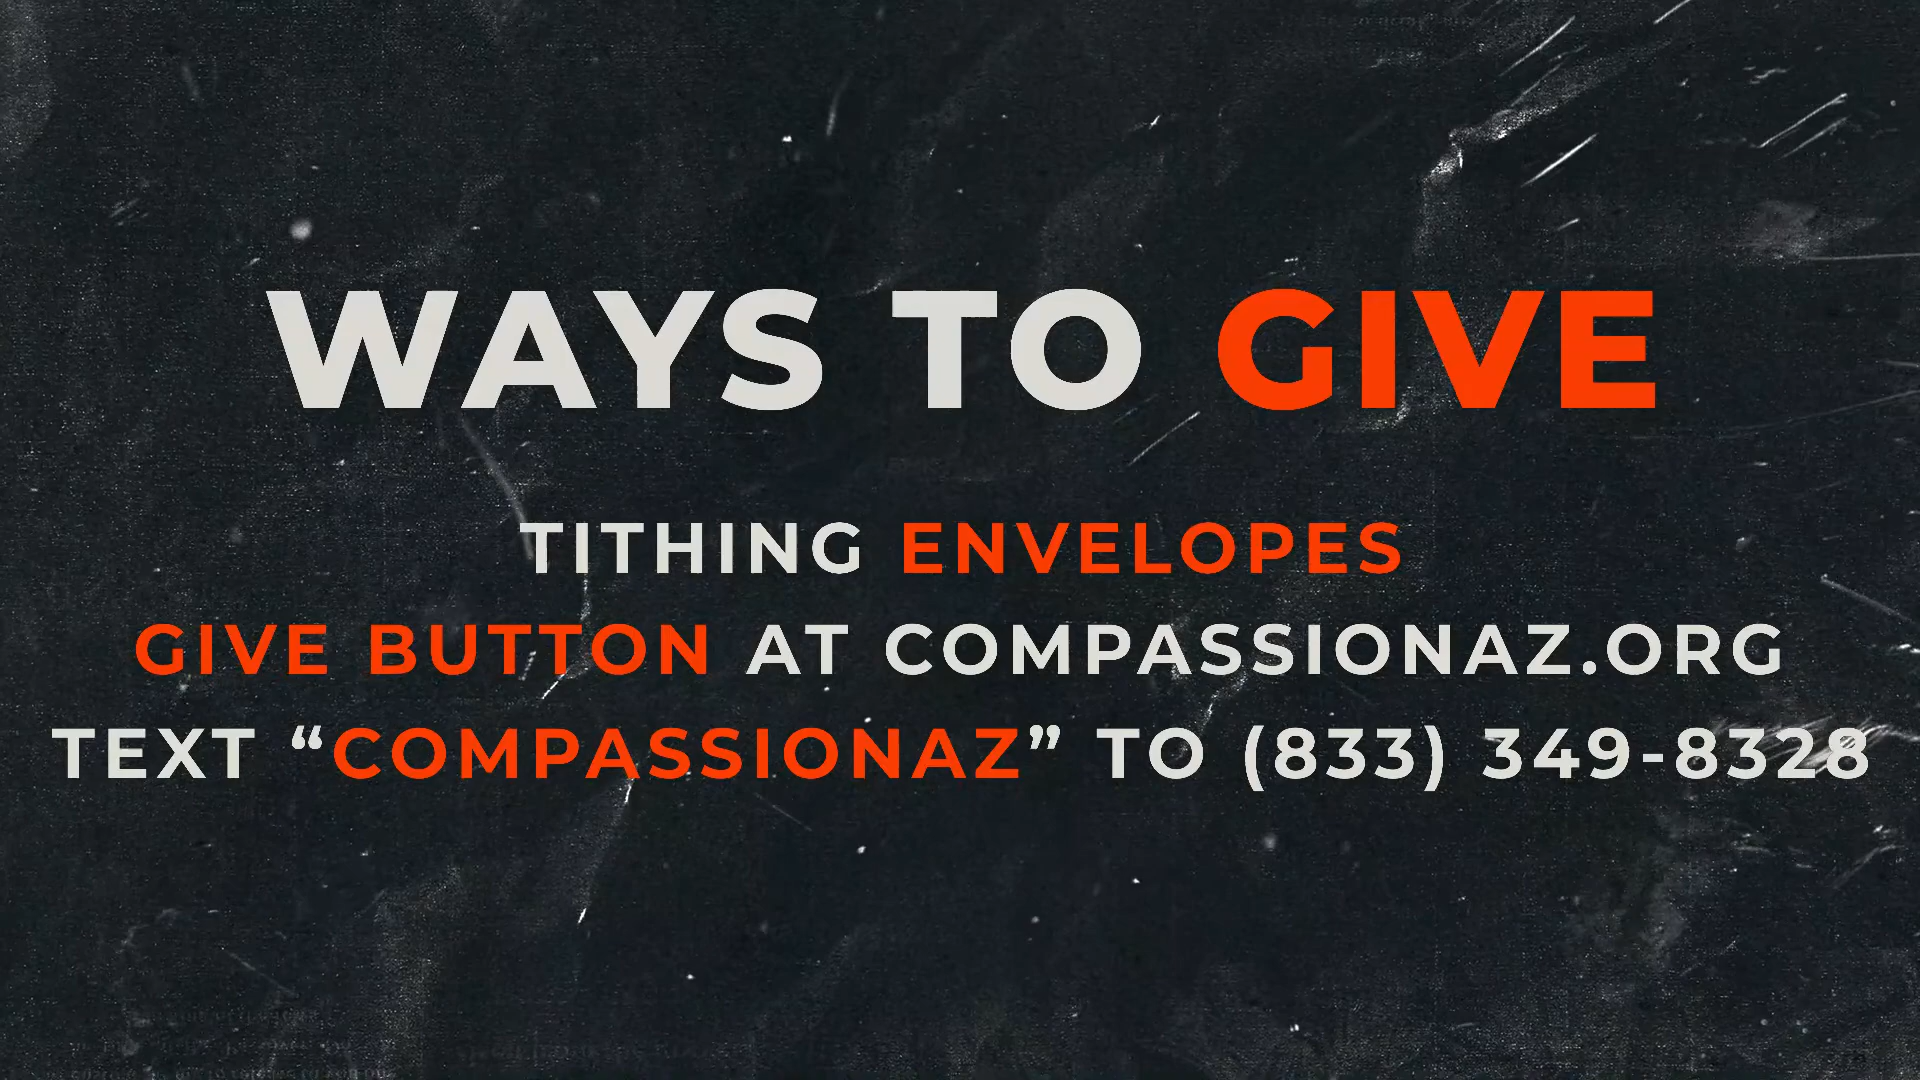 WAYS TO GIVE
TITHING ENVELOPES
GIVE BUTTON AT COMPASSIONAZ.ORG
TEXT “COMPASSIONAZ” TO (833) 349-8328